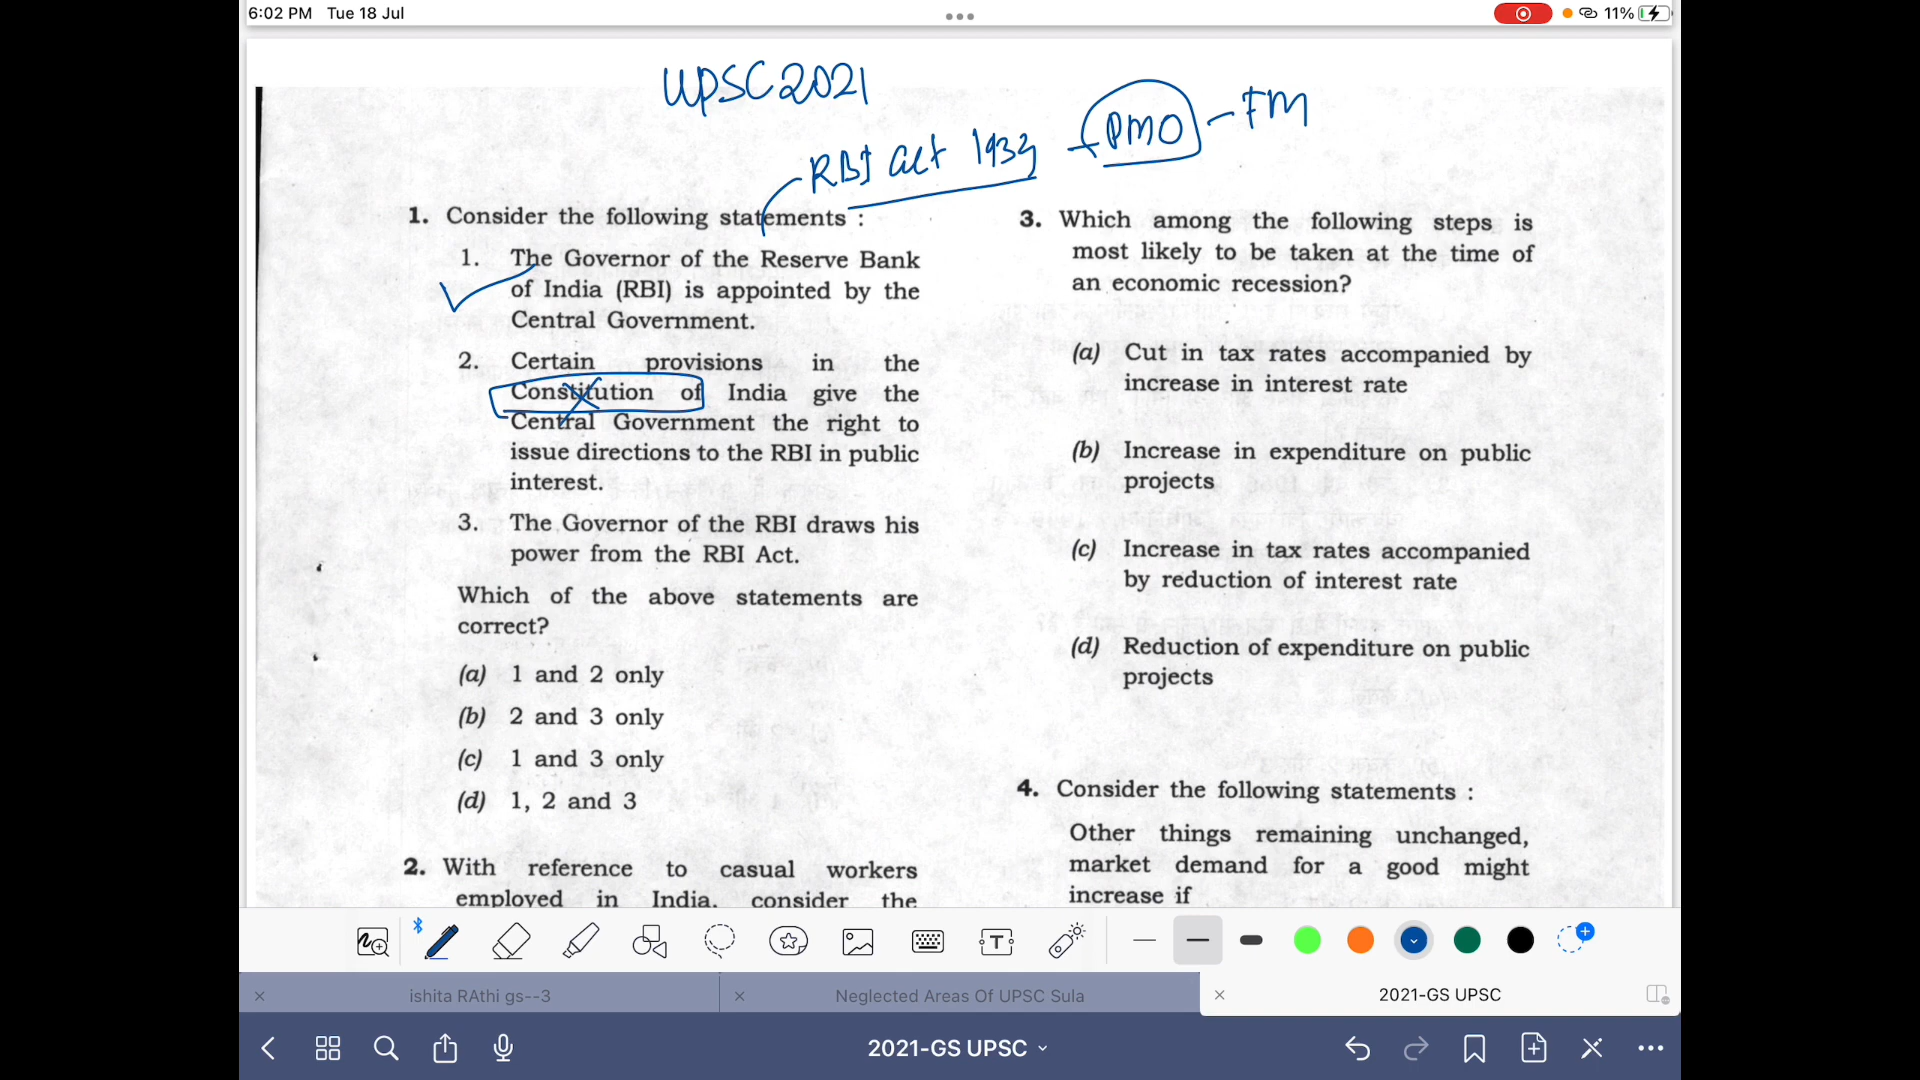 6:02 PM Tue 18 Jul
11%
UPSC 2021
RBI act 1934
PMO - FM
1. Consider the following statements :
1. The Governor of the Reserve Bank
of India (RBI) is appointed by the
Central Government.
2. Certain provisions in the
Constitution of India give the
Central Government the right to
issue directions to the RBI in public
interest.
3. The Governor of the RBI draws his
power from the RBI Act.
Which of the above statements are
correct?
(a) 1 and 2 only
(b) 2 and 3 only
(c) 1 and 3 only
(d) 1, 2 and 3
2. With reference to casual workers
employed in India, consider the
3. Which among the following steps is
most likely to be taken at the time of
an economic recession?
(a) Cut in tax rates accompanied by
increase in interest rate
(b) Increase in expenditure on public
projects
(c) Increase in tax rates accompanied
by reduction of interest rate
(d) Reduction of expenditure on public
projects
4. Consider the following statements :
Other things remaining unchanged,
market demand for a good might
increase if
ishita RAthi gs--3
Neglected Areas Of UPSC Sula
2021-GS UPSC
2021-GS UPSC